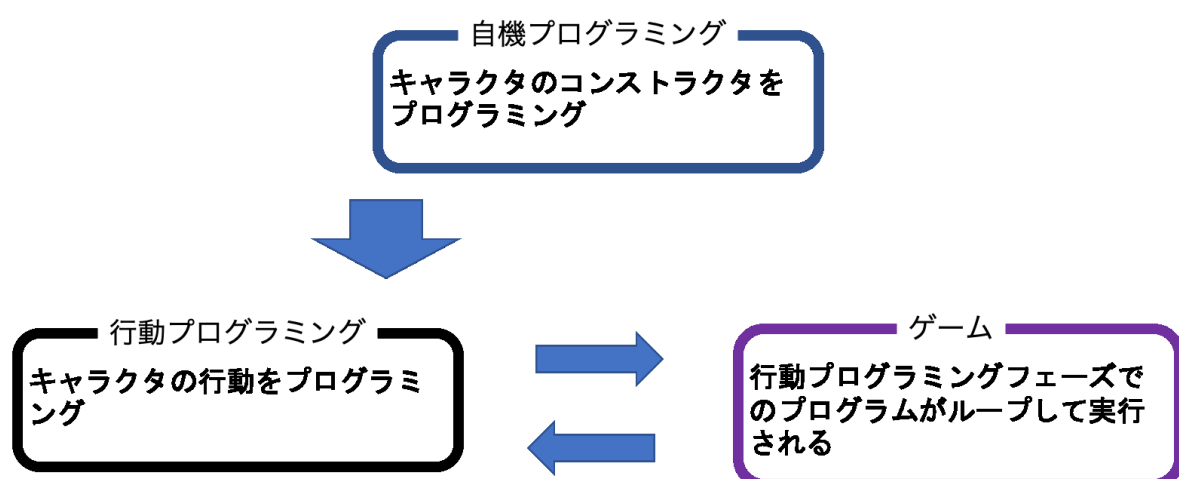 自機プログラミング
キャラクタのコンストラクタを
プログラミング
行動プログラミング
キャラクタの行動をプログラミ
ング
ゲーム
行動プログラミングフェーズで
のプログラムがループして実行
される